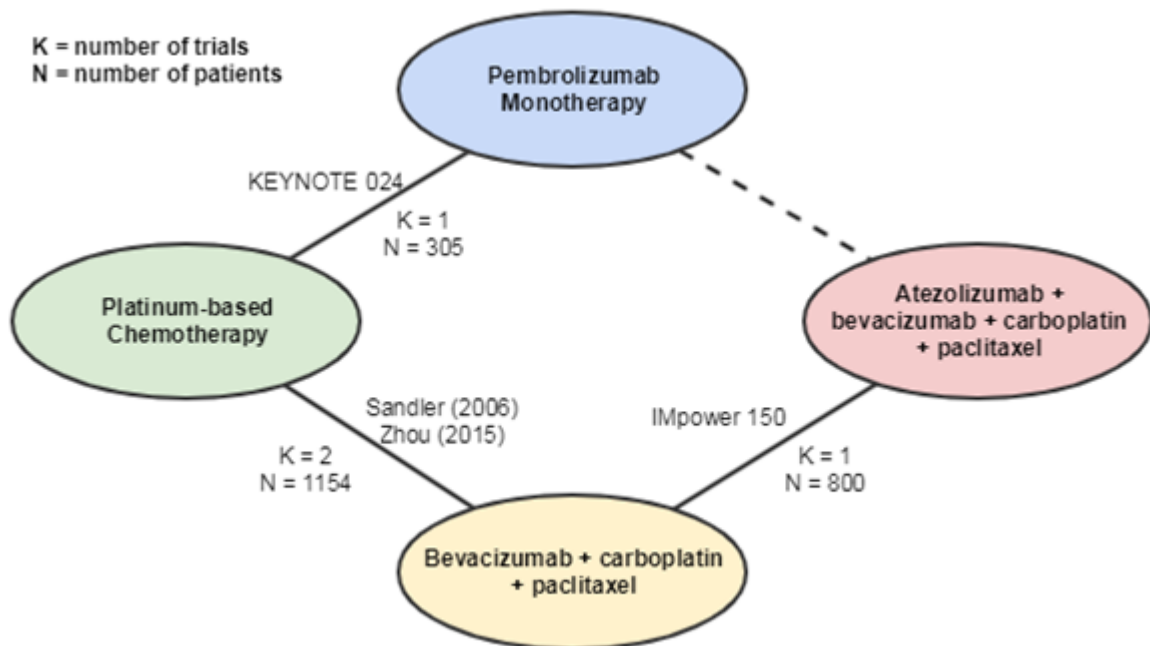 K = number of trials
N = number of patients
Pembrolizumab
Monotherapy
KEYNOTE 024
K = 1
N = 305
Platinum-based
Chemotherapy
Atezolizumab +
bevacizumab + carboplatin
+ paclitaxel
Sandler (2006)
Zhou (2015)
K = 2
N = 1154
IMpower 150
K = 1
N = 800
Bevacizumab + carboplatin
+ paclitaxel